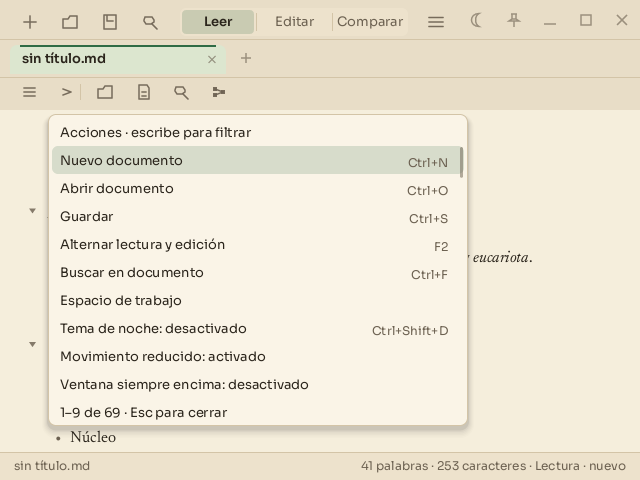 Leer
Editar
Comparar
sin título.md
Acciones · escribe para filtrar
Nuevo documento Ctrl+N
Abrir documento Ctrl+O
Guardar Ctrl+S
Alternar lectura y edición F2
Buscar en documento Ctrl+F
y eucariota.
Espacio de trabajo
Tema de noche: desactivado Ctrl+Shift+D
Movimiento reducido: activado
Ventana siempre encima: desactivado
1–9 de 69 · Esc para cerrar
• Núcleo
sin título.md
41 palabras · 253 caracteres · Lectura · nuevo